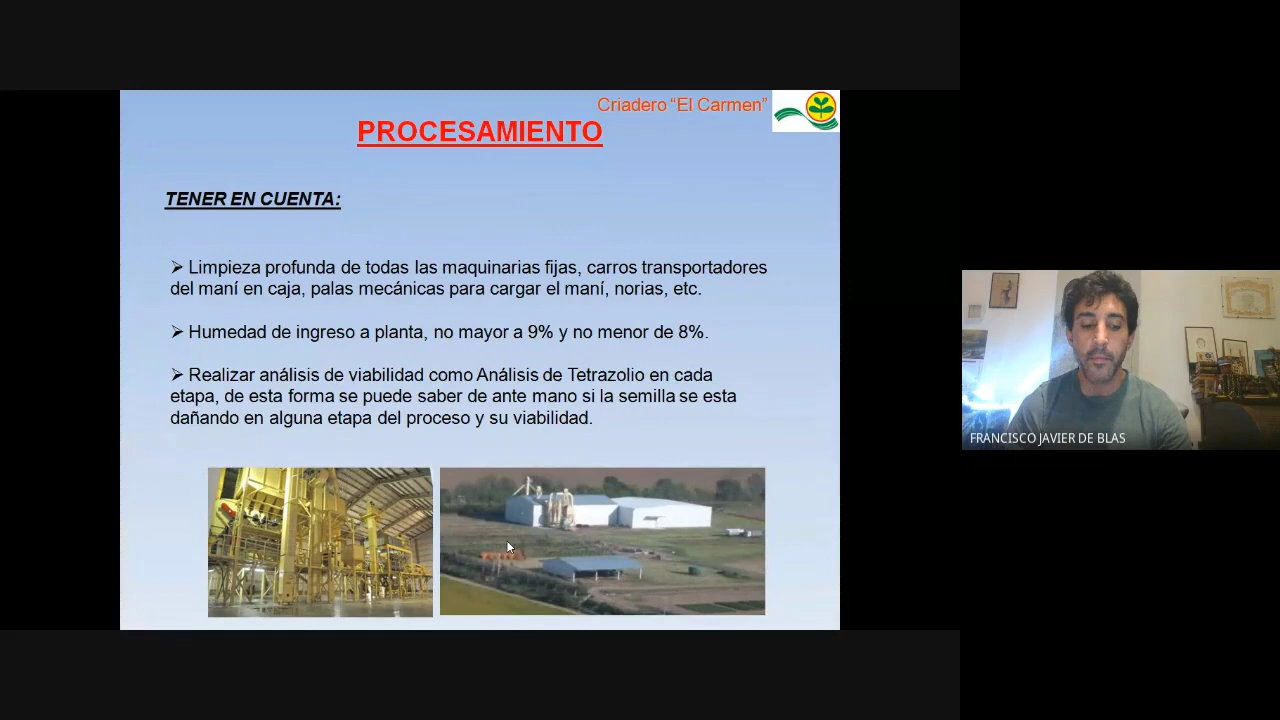 Criadero “El Carmen”
PROCESAMIENTO
TENER EN CUENTA:
➢ Limpieza profunda de todas las maquinarias fijas, carros transportadores
del maní en caja, palas mecánicas para cargar el maní, norias, etc.
➢ Humedad de ingreso a planta, no mayor a 9% y no menor de 8%.
➢ Realizar análisis de viabilidad como Análisis de Tetrazolio en cada
etapa, de esta forma se puede saber de ante mano si la semilla se esta
dañando en alguna etapa del proceso y su viabilidad.
FRANCISCO JAVIER DE BLAS